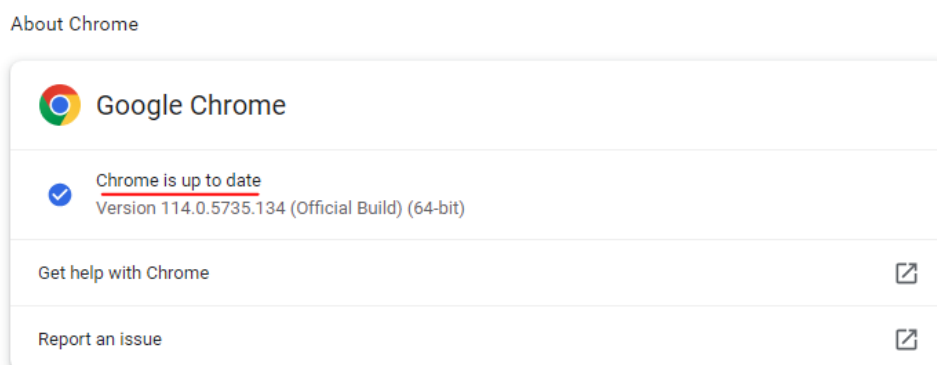 About Chrome
Google Chrome
Chrome is up to date
Version 114.0.5735.134 (Official Build) (64-bit)
Get help with Chrome
Report an issue